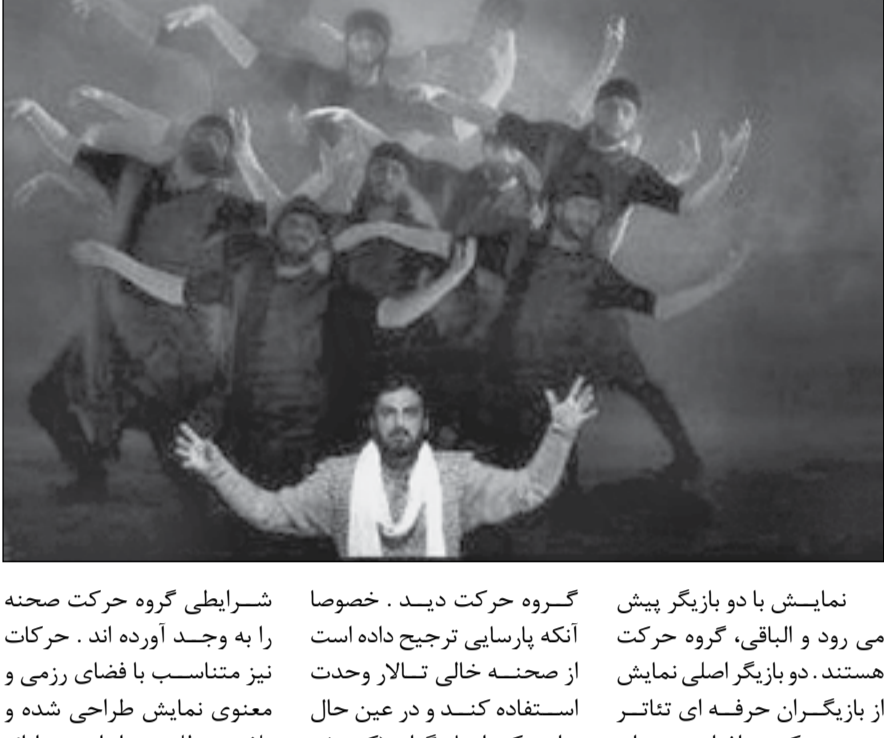 نمایش با دو بازیگر پیش
می رود و الباقی، گروه حرکت
هستند. دو بازیگر اصلی نمایش
از بازیگران حرفه ای تئاتر
گروه حرکت دید . خصوصا
آنکه پارسایی ترجیح داده است
از صحنه خالی تالار وحدت
استفاده کند و در عین حال
شرایطی گروه حرکت صحنه
را به وجد آورده اند . حرکات
نیز متناسب با فضای رزمی و
معنوی نمایش طراحی شده و